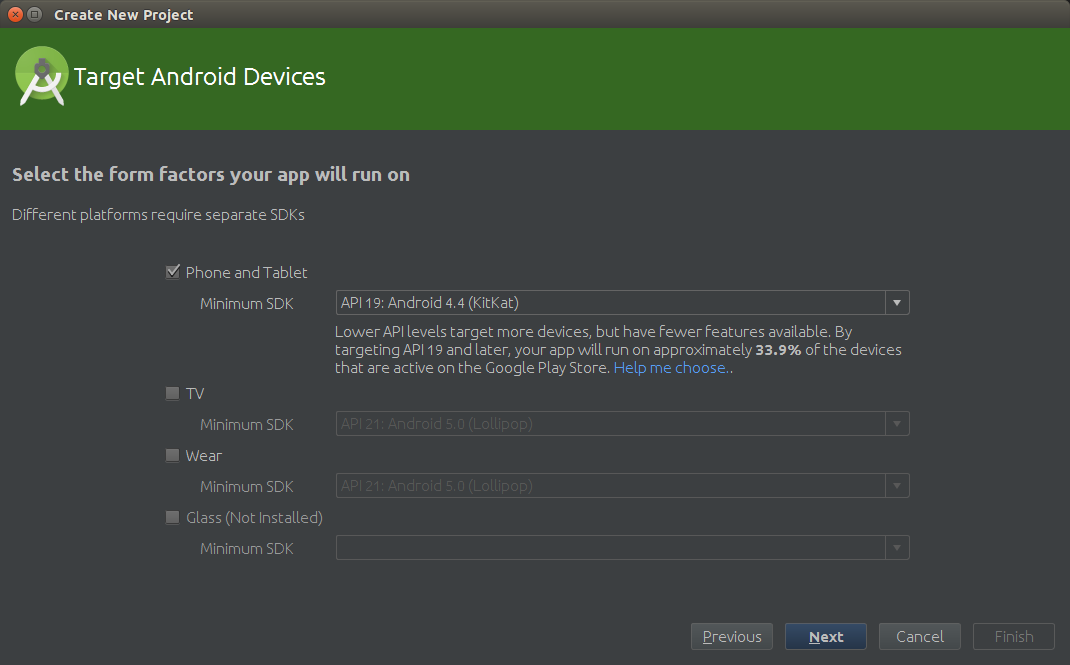 Create New Project
Target Android Devices
Select the form factors your app will run on
Different platforms require separate SDKs
Phone and Tablet
Minimum SDK
API 19: Android 4.4 (KitKat)
Lower API levels target more devices, but have fewer features available. By
targeting API 19 and later, your app will run on approximately 33.9% of the devices
that are active on the Google Play Store. Help me choose..
TV
Minimum SDK
API 21: Android 5.0 (Lollipop)
Wear
Minimum SDK
API 21: Android 5.0 (Lollipop)
Glass (Not Installed)
Minimum SDK
Previous
Next
Cancel
Finish